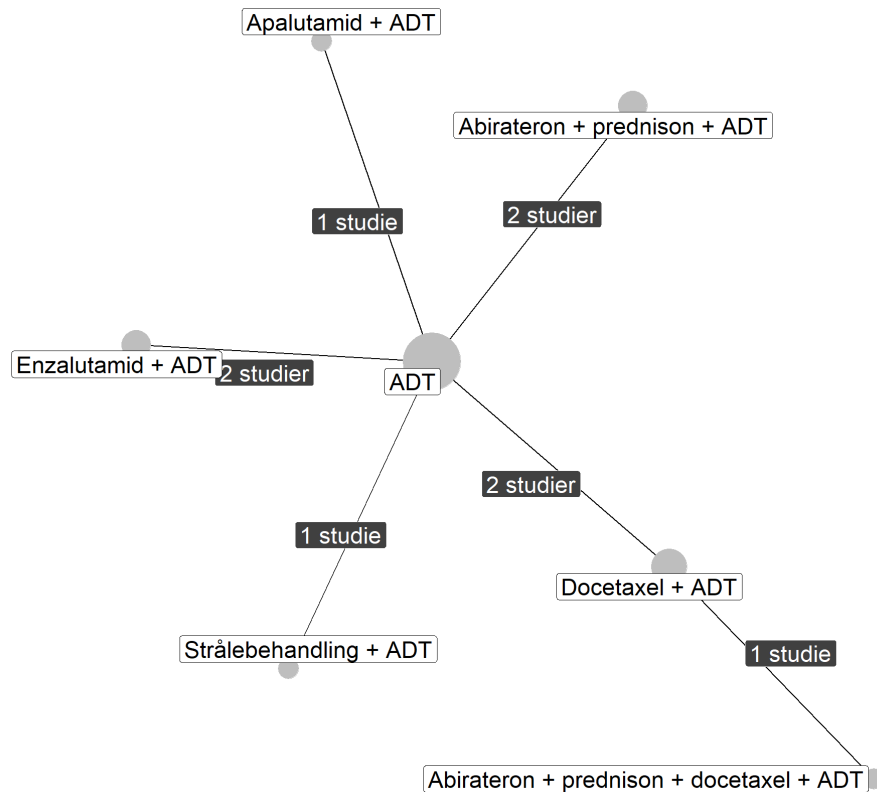 Apalutamid + ADT
Abirateron + prednison + ADT
1 studie
2 studier
Enzalutamid + ADT
2 studier
ADT
2 studier
1 studie
Docetaxel + ADT
Strålebehandling + ADT
1 studie
Abirateron + prednison + docetaxel + ADT